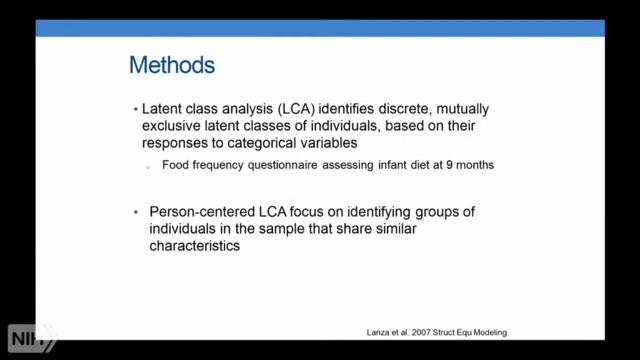 Methods
• Latent class analysis (LCA) identifies discrete, mutually
exclusive latent classes of individuals, based on their
responses to categorical variables
Food frequency questionnaire assessing infant diet at 9 months
• Person-centered LCA focus on identifying groups of
individuals in the sample that share similar
characteristics
Lanza et al. 2007 Struct Equ Modeling
NIH